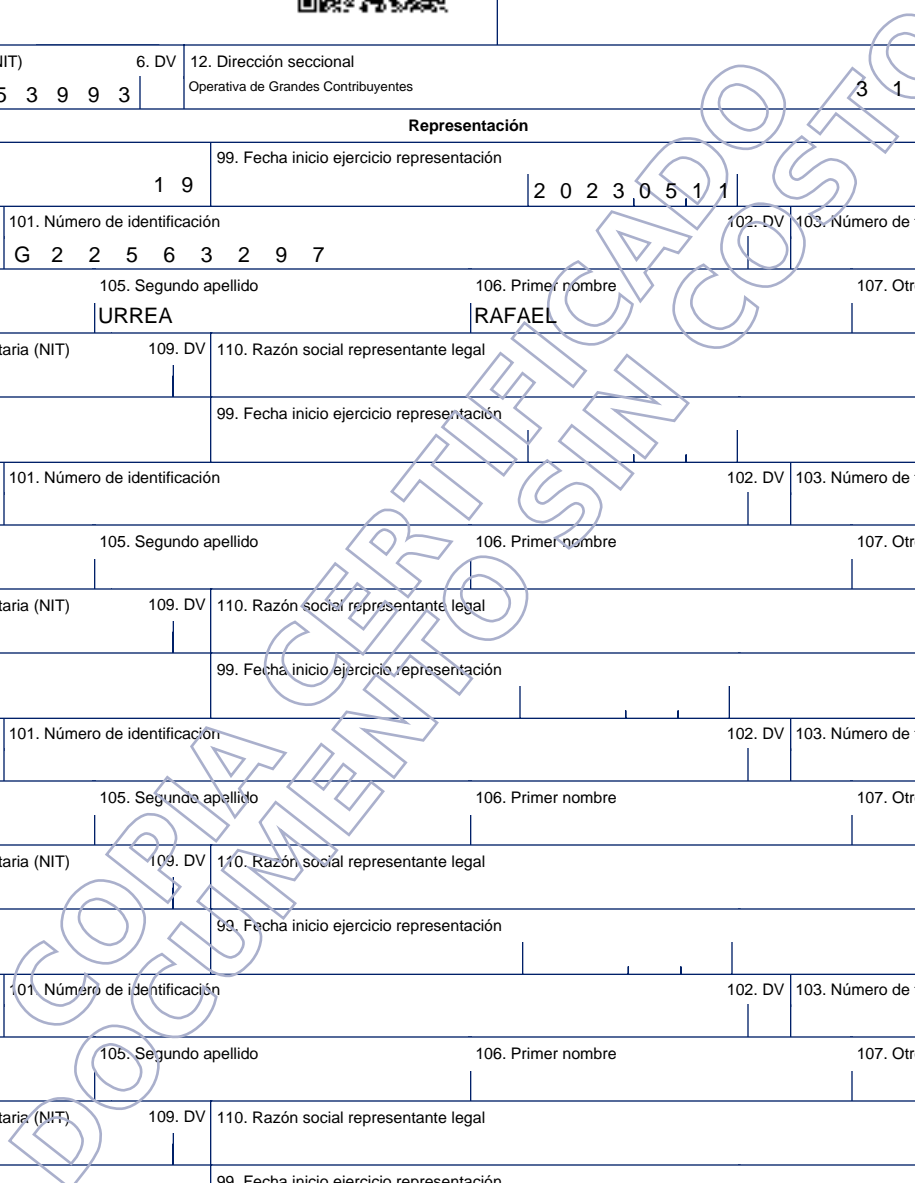 IT) 6. DV 12. Dirección seccional
5 3 9 9 3 Operativa de Grandes Contribuyentes 3 1
Representación
99. Fecha inicio ejercicio representación
1 9 2 0 2 3 0 5 1 1
101. Número de identificación 102. DV 103. Número de
G 2 2 5 6 3 2 9 7
105. Segundo apellido 106. Primer nombre 107. Otr
URREA RAFAEL
taria (NIT) 109. DV 110. Razón social representante legal
99. Fecha inicio ejercicio representación
101. Número de identificación 102. DV 103. Número de
105. Segundo apellido 106. Primer nombre 107. Otr
taria (NIT) 109. DV 110. Razón social representante legal
99. Fecha inicio ejercicio representación
101. Número de identificación 102. DV 103. Número de
105. Segundo apellido 106. Primer nombre 107. Otr
taria (NIT) 109. DV 110. Razón social representante legal
99. Fecha inicio ejercicio representación
101. Número de identificación 102. DV 103. Número de
105. Segundo apellido 106. Primer nombre 107. Otr
taria (NIT) 109. DV 110. Razón social representante legal
99. Fecha inicio ejercicio representación
COPIA CERTIFICADO
DOCUMENTO SIN COSTO